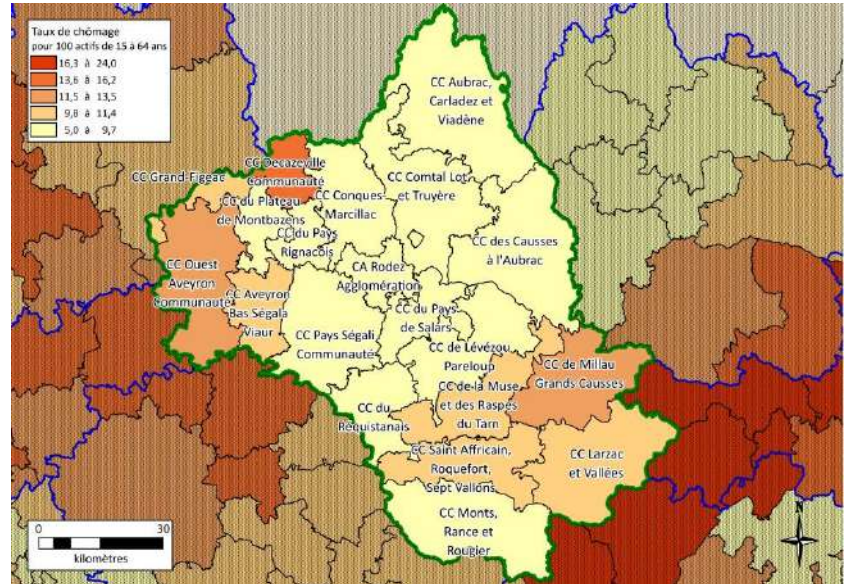 Taux de chômage
pour 100 actifs de 15 à 64 ans
16,3 à 24,0
13,6 à 16,2
11,5 à 13,5
9,8 à 11,4
5,0 à 9,7
CC Aubrac,
Carladez et
Viadène
CC Decazeville
Communauté
CC Grand-Figeac
CC Comtal Lot
et Truyère
CC Conques-
Marcillac
CC du Plateau
de Montbazens
CC du Pays
Rignacois
CC des Causses
à l'Aubrac
CC Ouest
Aveyron
Communauté
CA Rodez
Agglomération
CC Aveyron
Bas Ségala
Viaur
CC du Pays
de Salars
CC Pays Ségali
Communauté
CC de Lévézou
Pareloup
CC de Millau
Grands Causses
CC de la Muse
et des Raspes
du Tarn
CC du
Réquistanais
CC Saint Affricain,
Roquefort,
Sept Vallons
CC Larzac
et Vallées
CC Monts,
Rance et
Rougier
0 30
kilomètres
N